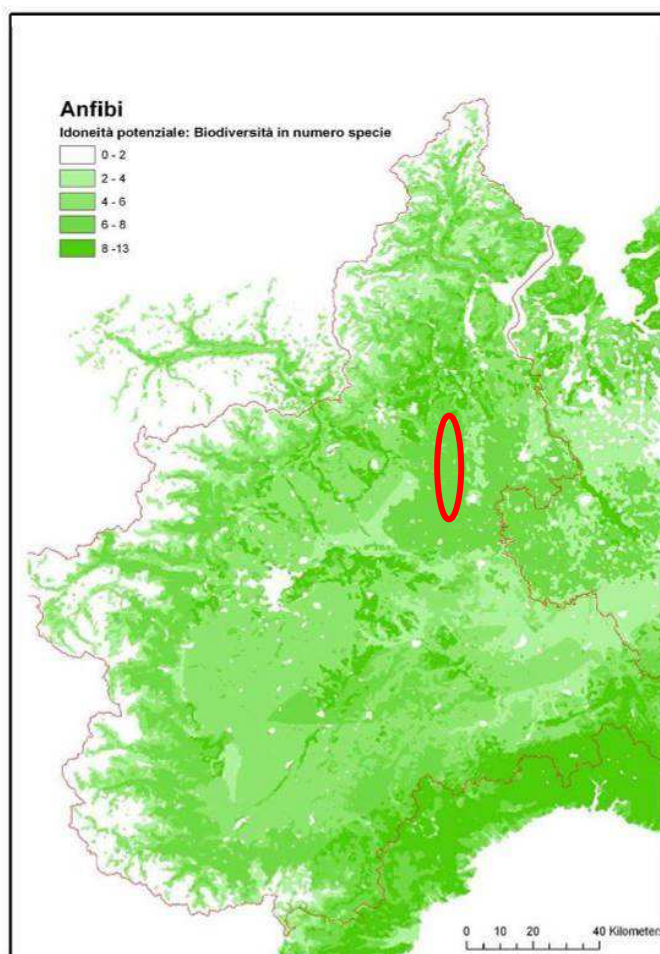 Anfibi
Idoneità potenziale: Biodiversità in numero specie
0 - 2
2 - 4
4 - 6
6 - 8
8 -13
0 10 20 40 Kilometers